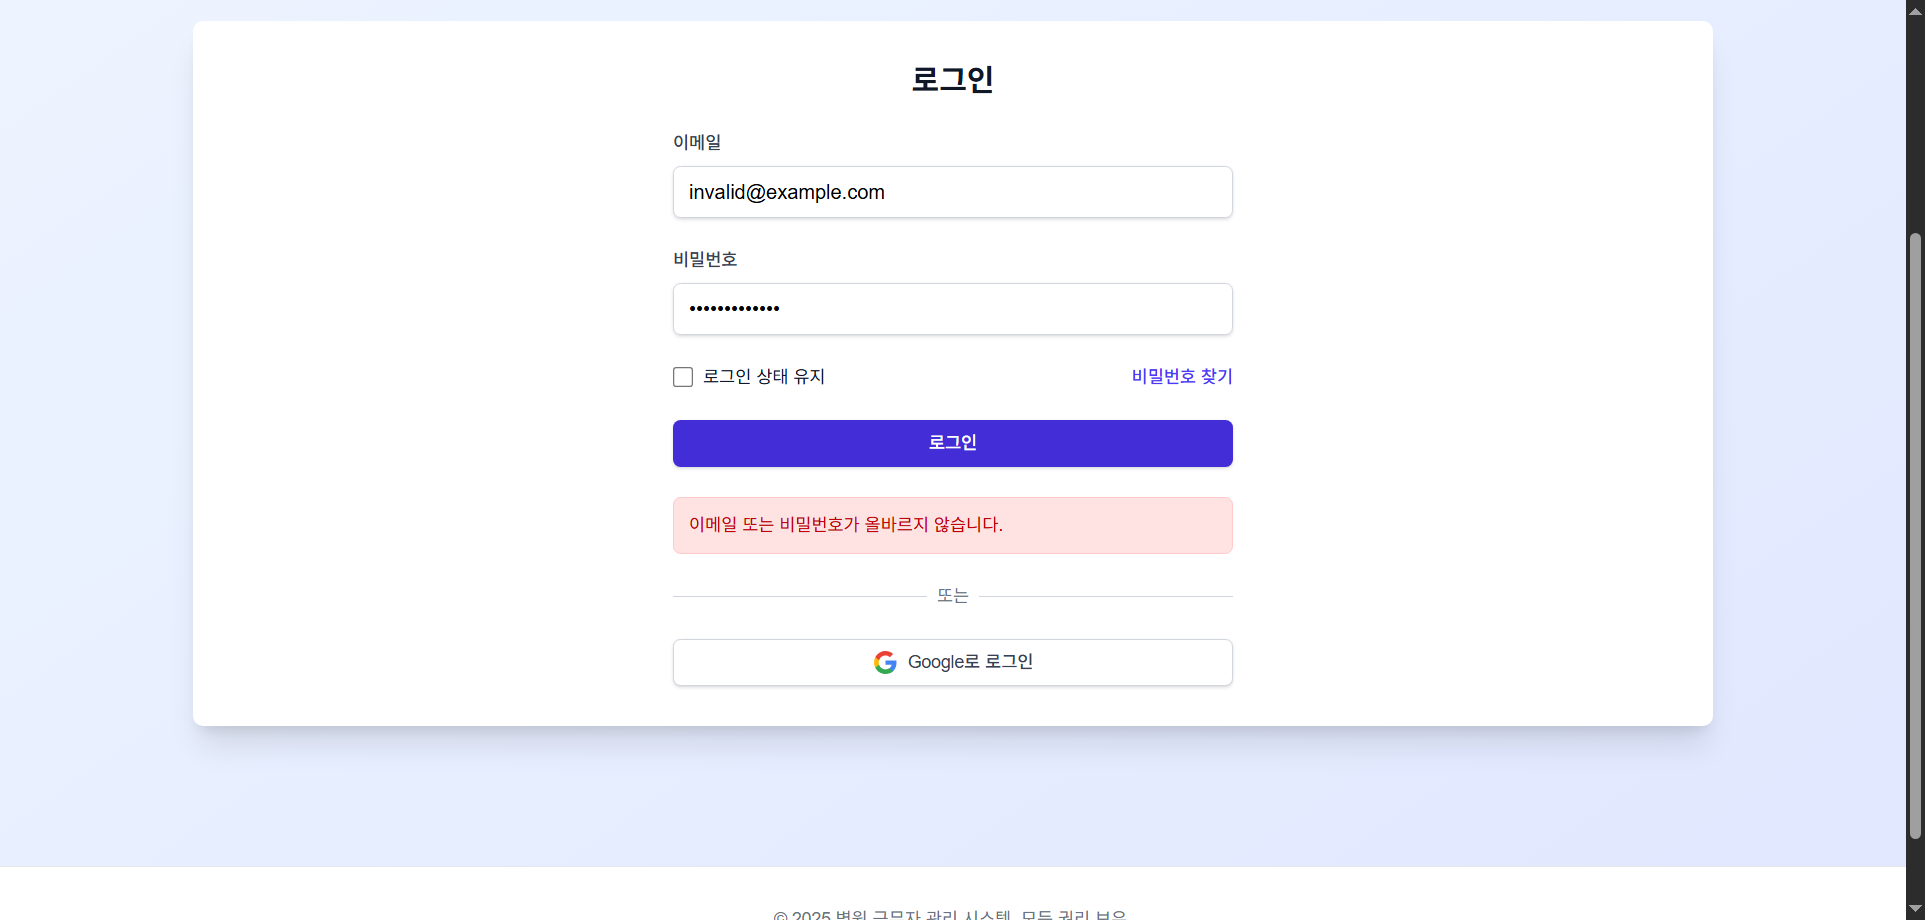 로그인
이메일
invalid@example.com
비밀번호
•••••••••••••
로그인 상태 유지
비밀번호 찾기
로그인
이메일 또는 비밀번호가 올바르지 않습니다.
또는
Google로 로그인
© 2025 병원 근무자 관리 시스템. 모든 권리 보유.